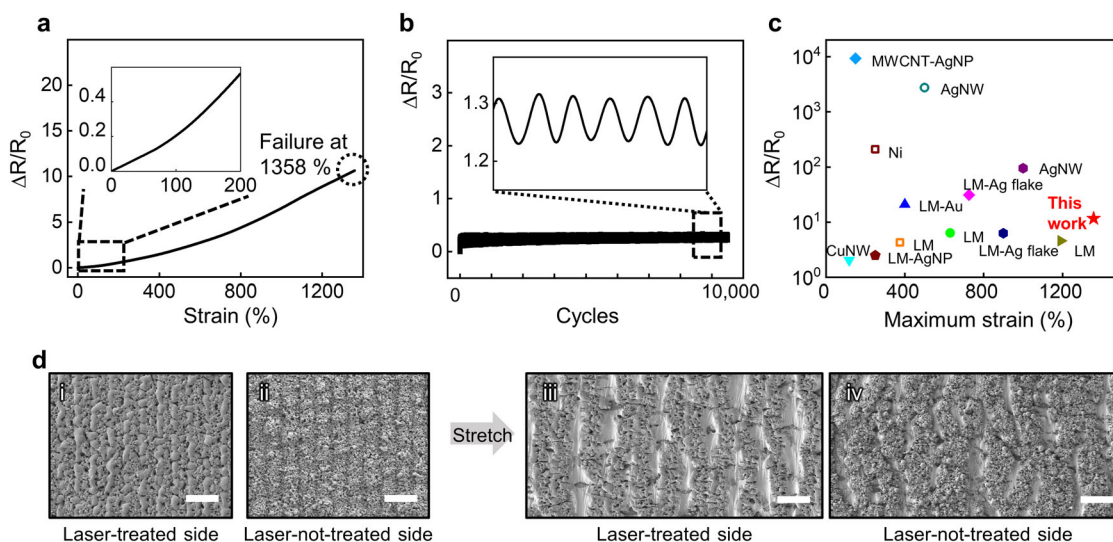 a
ΔR/R0
20
15
10
5
0
0.4
0.2
0.0
0 100 200
Failure at
1358 %
0 400 800 1200
Strain (%)
b
ΔR/R0
3
2
1
0
1.3
1.2
0 10,000
Cycles
c
ΔR/R0
10^4
10^3
10^2
10^1
10^0
MWCNT-AgNP
AgNW
Ni
AgNW
LM-Ag flake
LM-Au
This
work
LM
LM
LM-Ag flake
LM
CuNW
LM-AgNP
0 400 800 1200
Maximum strain (%)
d
i
ii
Stretch
iii
iv
Laser-treated side
Laser-not-treated side
Laser-treated side
Laser-not-treated side